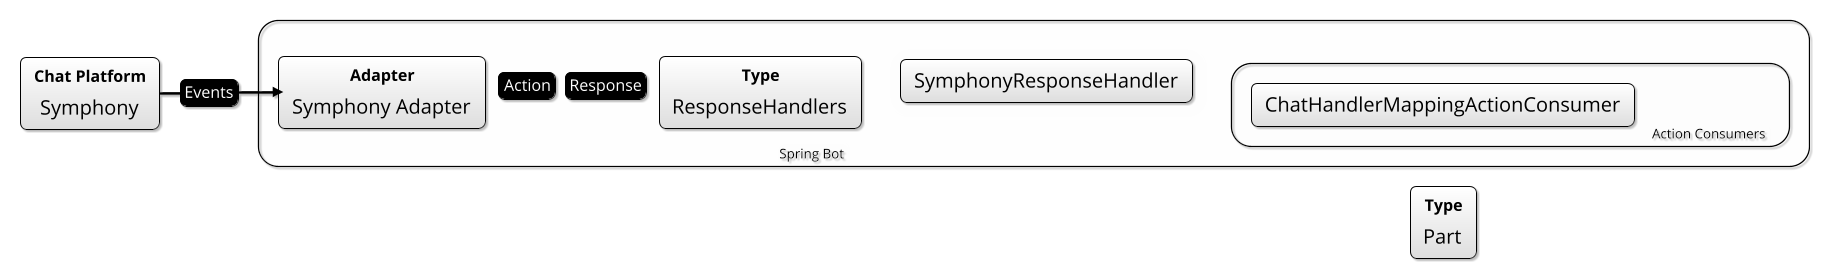 Chat Platform
Symphony
Events
Adapter
Symphony Adapter
Action
Response
Type
ResponseHandlers
SymphonyResponseHandler
ChatHandlerMappingActionConsumer
Action Consumers
Spring Bot
Type
Part